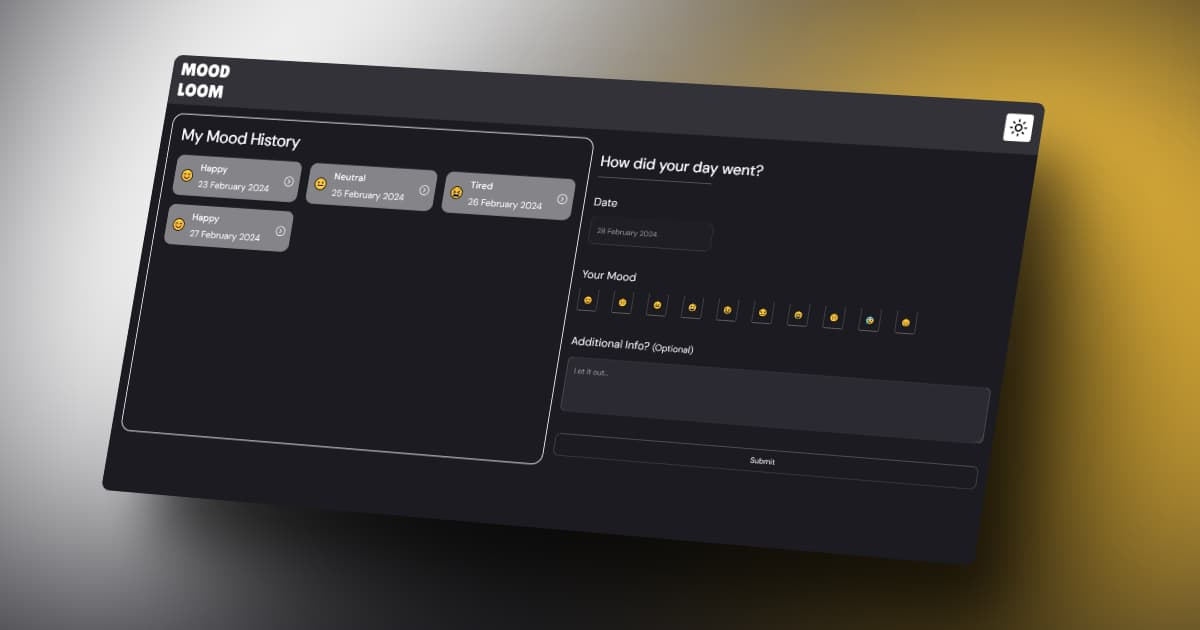 MOOD
LOOM
My Mood History
Happy
23 February 2024
Neutral
25 February 2024
Tired
26 February 2024
Happy
27 February 2024
How did your day went?
Date
28 February 2024
Your Mood
Additional Info? (Optional)
Let it out...
Submit